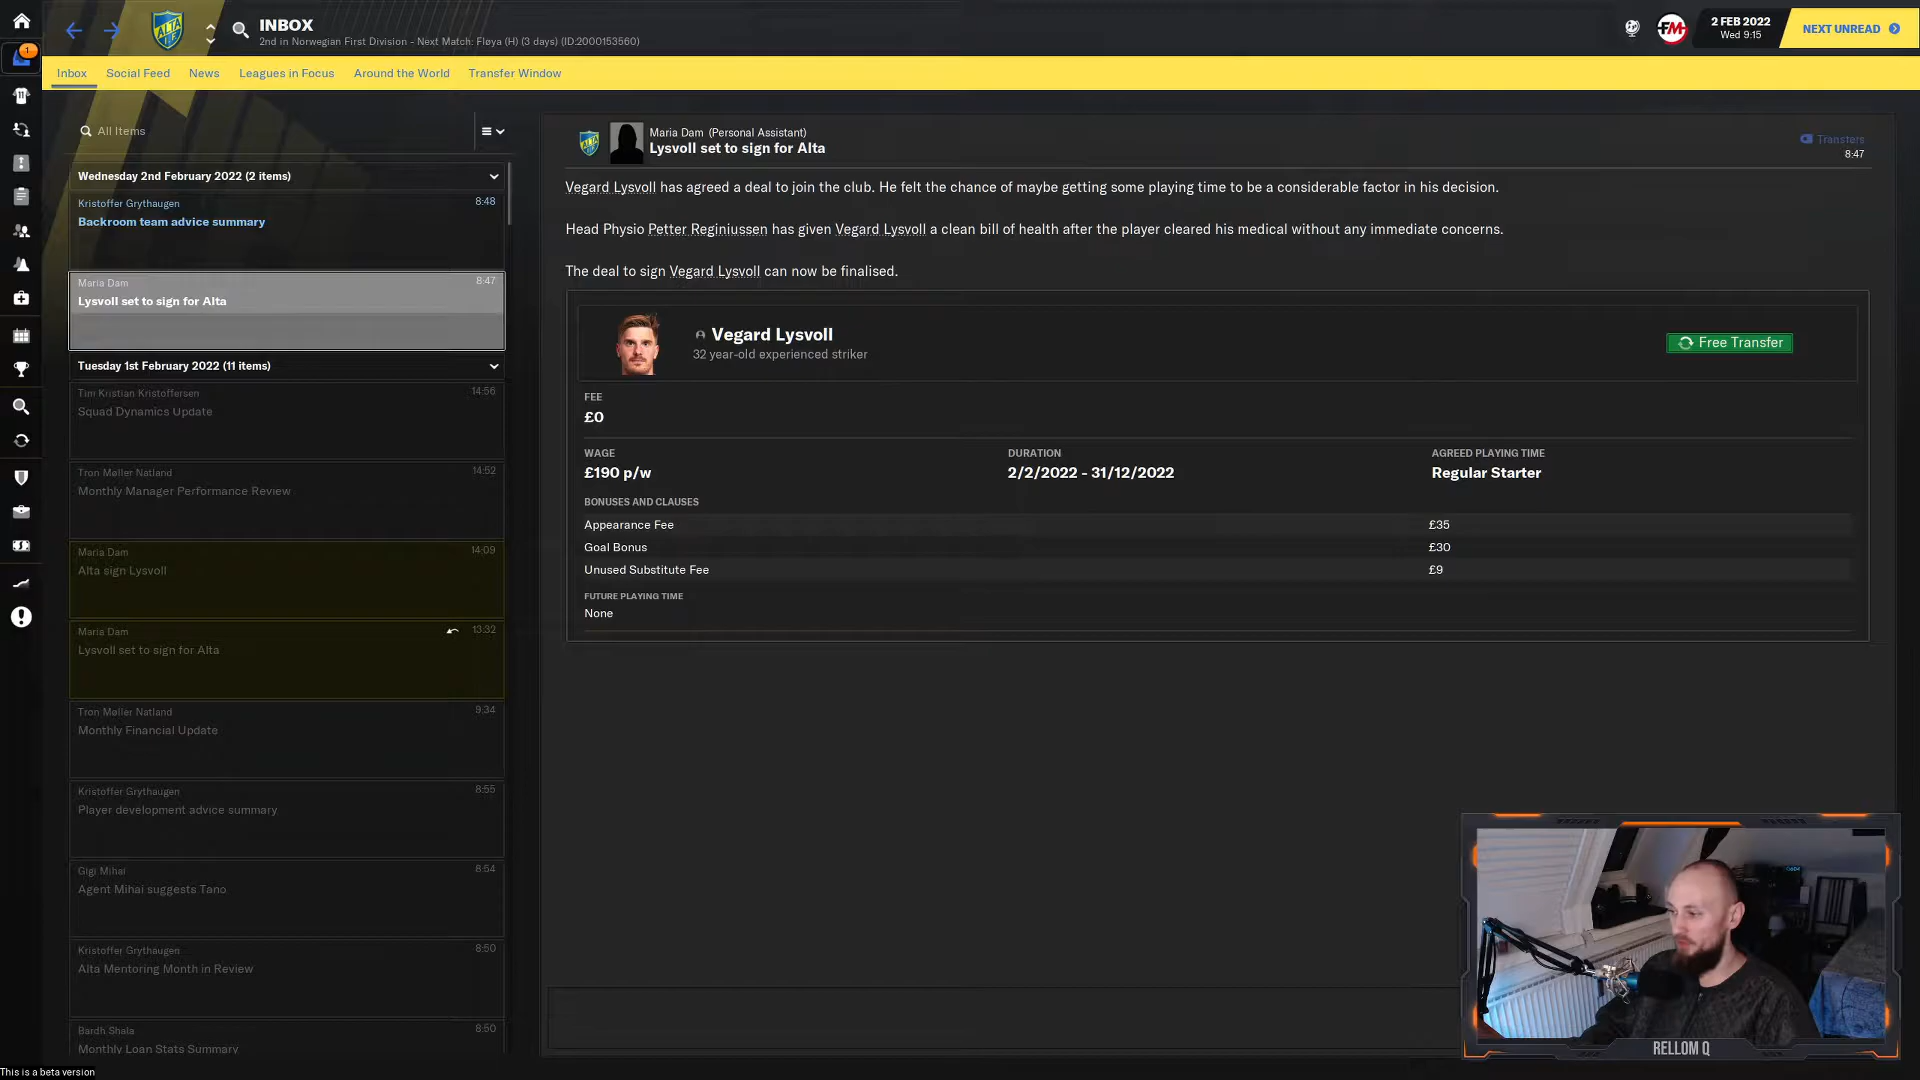 INBOX
2nd in Norwegian First Division - Next Match: Fløya (H) (3 days) (ID:2000153560)
FM
2 FEB 2022
Wed 9:15
NEXT UNREAD
1
ALTA
Inbox
Social Feed
News
Leagues in Focus
Around the World
Transfer Window
All Items
Wednesday 2nd February 2022 (2 items)
Kristoffer Grythaugen
8:48
Backroom team advice summary
Maria Dam
8:47
Lysvoll set to sign for Alta
Tuesday 1st February 2022 (11 items)
Tim Kristian Kristoffersen
14:56
Squad Dynamics Update
Tron Møller Natland
14:52
Monthly Manager Performance Review
Maria Dam
14:09
Alta sign Lysvoll
Maria Dam
13:32
Lysvoll set to sign for Alta
Tron Møller Natland
9:34
Monthly Financial Update
Kristoffer Grythaugen
8:55
Player development advice summary
Gigi Mihai
8:54
Agent Mihai suggests Tano
Kristoffer Grythaugen
8:50
Alta Mentoring Month in Review
Bardh Shala
8:50
Monthly Loan Stats Summary
Maria Dam (Personal Assistant)
Lysvoll set to sign for Alta
Transfers
8:47
Vegard Lysvoll has agreed a deal to join the club. He felt the chance of maybe getting some playing time to be a considerable factor in his decision.
Head Physio Petter Reginiussen has given Vegard Lysvoll a clean bill of health after the player cleared his medical without any immediate concerns.
The deal to sign Vegard Lysvoll can now be finalised.
Vegard Lysvoll
32 year-old experienced striker
Free Transfer
FEE
£0
WAGE
£190 p/w
DURATION
2/2/2022 - 31/12/2022
AGREED PLAYING TIME
Regular Starter
BONUSES AND CLAUSES
Appearance Fee
£35
Goal Bonus
£30
Unused Substitute Fee
£9
FUTURE PLAYING TIME
None
RELLOM Q
This is a beta version